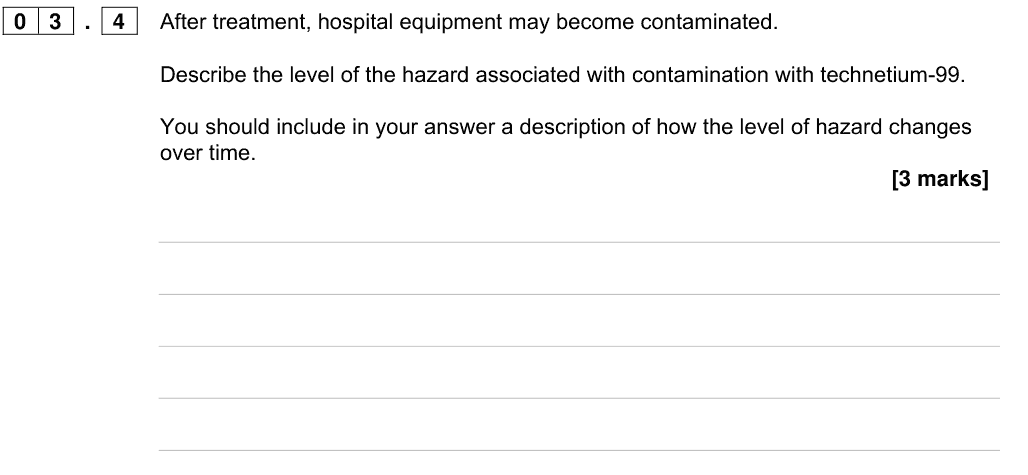 0 3 . 4 After treatment, hospital equipment may become contaminated.
Describe the level of the hazard associated with contamination with technetium-99.
You should include in your answer a description of how the level of hazard changes
over time.
[3 marks]